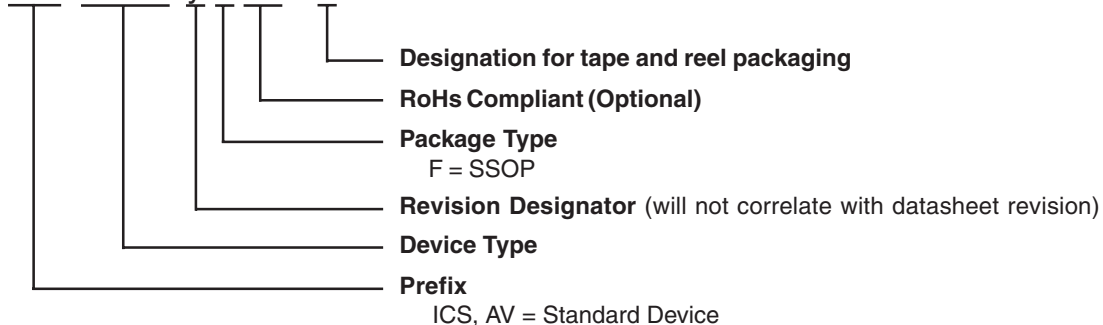 Designation for tape and reel packaging
RoHs Compliant (Optional)
Package Type
F = SSOP
Revision Designator (will not correlate with datasheet revision)
Device Type
Prefix
ICS, AV = Standard Device